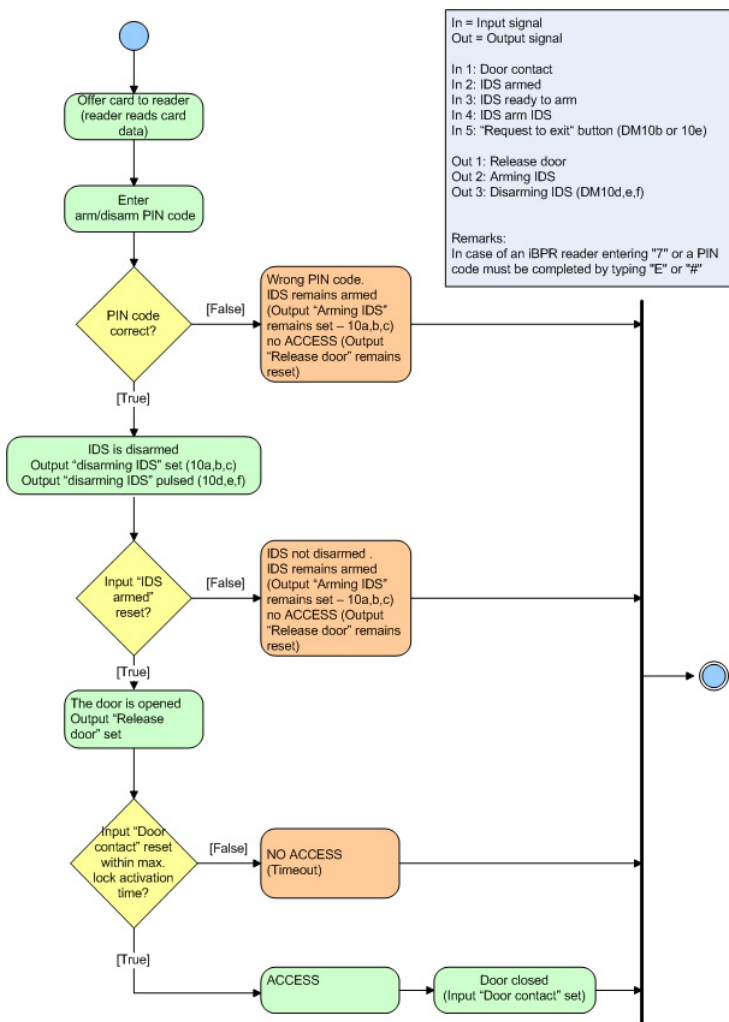 In = Input signal
Out = Output signal
In 1: Door contact
In 2: IDS armed
In 3: IDS ready to arm
In 4: IDS arm IDS
In 5: “Request to exit“ button (DM10b or 10e)
Out 1: Release door
Out 2: Arming IDS
Out 3: Disarming IDS (DM10d,e,f)
Remarks:
In case of an iBPR reader entering "7" or a PIN
code must be completed by typing "E" or "#"
Offer card to reader
(reader reads card
data)
Enter
arm/disarm PIN code
PIN code
correct?
[False]
Wrong PIN code.
IDS remains armed
(Output “Arming IDS”
remains set – 10a,b,c)
no ACCESS (Output
“Release door” remains
reset)
[True]
IDS is disarmed
Output “disarming IDS” set (10a,b,c)
Output “disarming IDS” pulsed (10d,e,f)
Input “IDS
armed”
reset?
[False]
IDS not disarmed .
IDS remains armed
(Output “Arming IDS”
remains set – 10a,b,c)
no ACCESS (Output
“Release door” remains
reset)
[True]
The door is opened
Output “Release
door” set
Input “Door
contact” reset
within max.
lock activation
time?
[False]
NO ACCESS
(Timeout)
[True]
ACCESS
Door closed
(Input “Door contact” set)